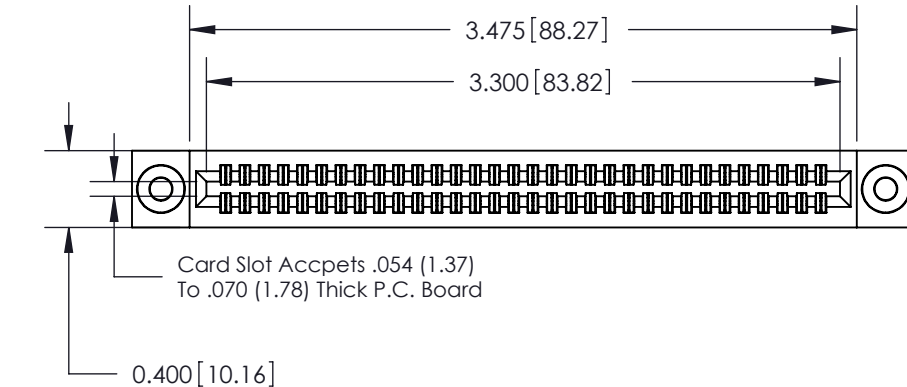 3.475[88.27]
3.300[83.82]
Card Slot Accpets .054 (1.37)
To .070 (1.78) Thick P.C. Board
0.400[10.16]